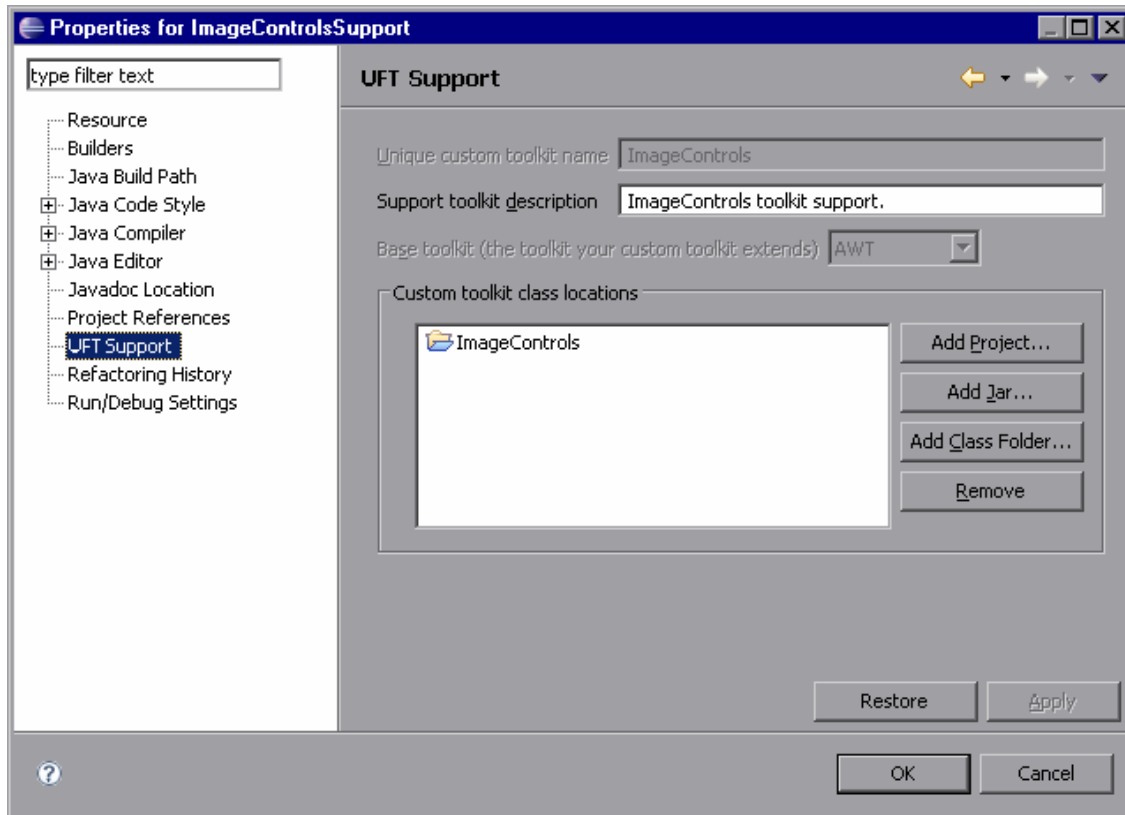 Properties for ImageControlsSupport
type filter text
Resource
Builders
Java Build Path
Java Code Style
Java Compiler
Java Editor
Javadoc Location
Project References
UFT Support
Refactoring History
Run/Debug Settings
UFT Support
Unique custom toolkit name ImageControls
Support toolkit description ImageControls toolkit support.
Base toolkit (the toolkit your custom toolkit extends) AWT
Custom toolkit class locations
ImageControls
Add Project...
Add Jar...
Add Class Folder...
Remove
Restore Apply
? OK Cancel